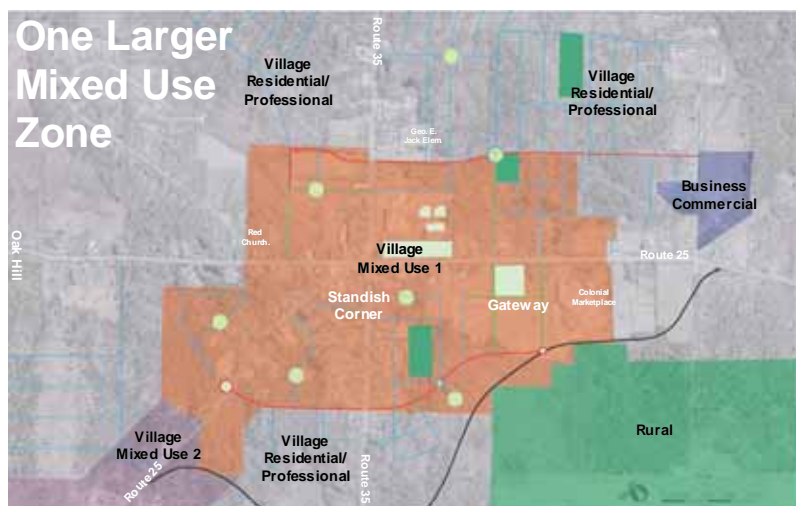 One Larger
Mixed Use
Zone
Village
Residential/
Professional
Route 35
Village
Residential/
Professional
Geo. E.
Jack Elem
Business
Commercial
Red
Church.
Oak Hill
Village
Mixed Use 1
Route 25
Standish
Corner
Gateway
Colonial
Marketplace
Village
Mixed Use 2
Route 25
Village
Residential/
Professional
Route 35
Rural